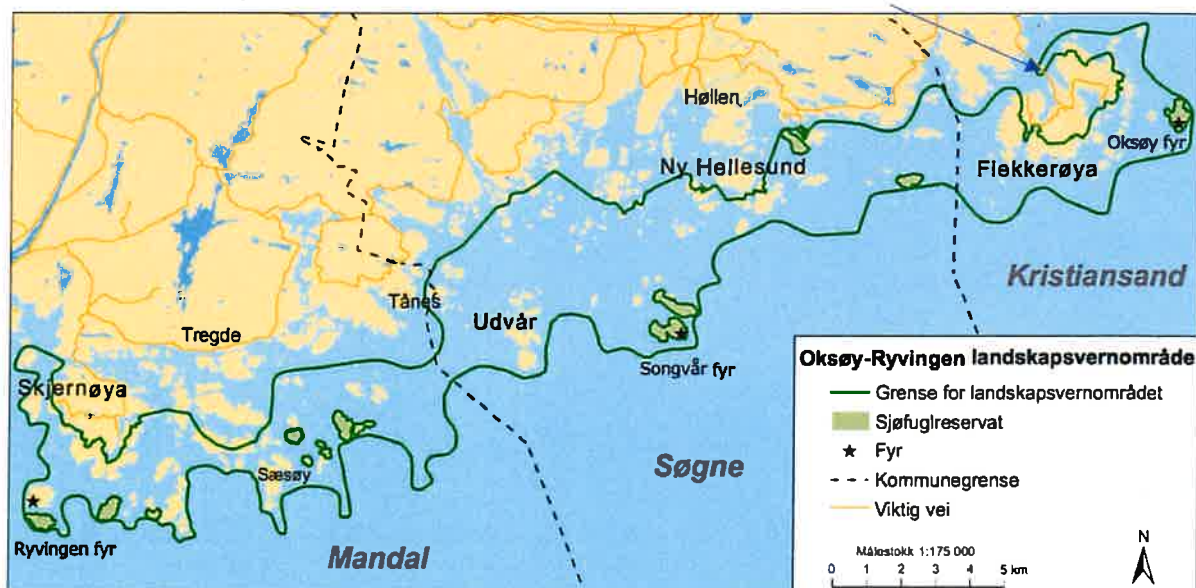 Høllen
Oksøy fyr
Ny Hellesund
Flekkerøya
Kristiansand
Tånes
Udvår
Tregde
Songvår fyr
Skjernøya
Sæsøy
Søgne
Ryvingen fyr
Mandal
Oksøy-Ryvingen landskapsvernområde
Grense for landskapsvernområdet
Sjøfuglreservat
Fyr
Kommunegrense
Viktig vei
Målestokk 1:175 000
0 1 2 3 4 5 km
N